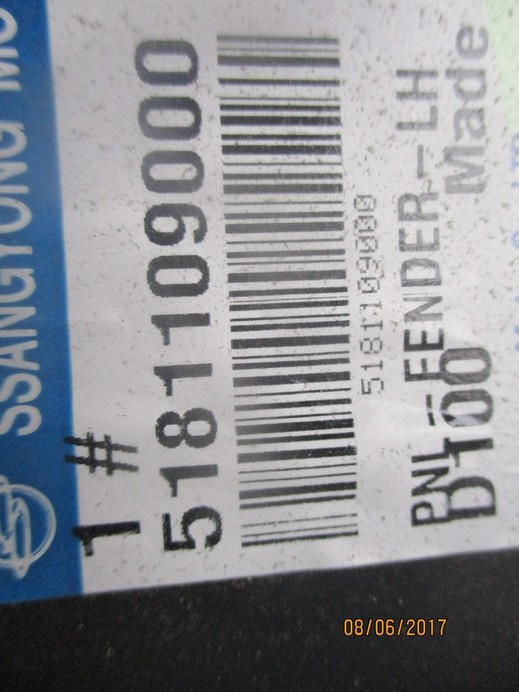 SSANGYONG MO
1 #
5181109000
5181109000
PNL-FENDER-LH
D100
Made
08/06/2017